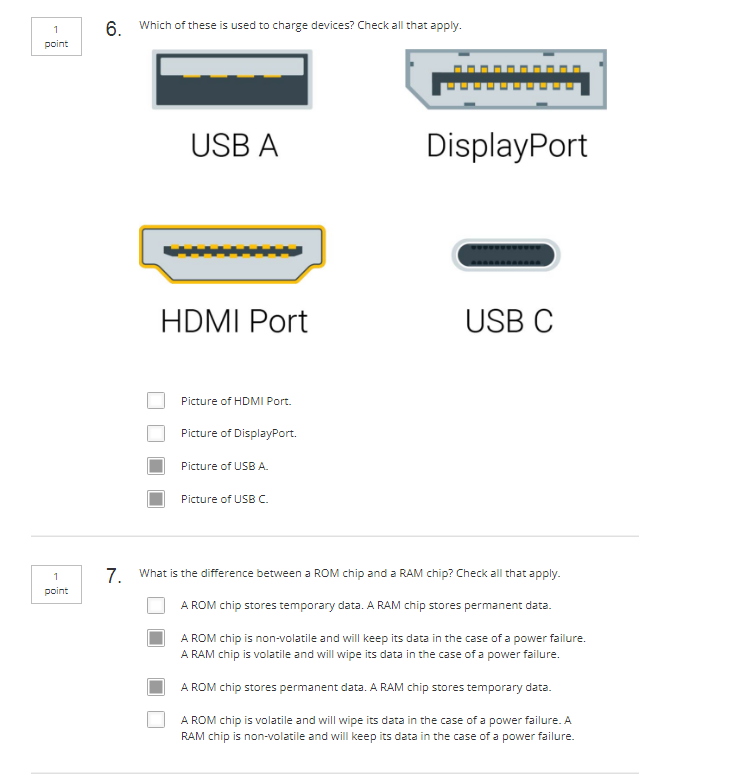 1
point
6. Which of these is used to charge devices? Check all that apply.
USB A
DisplayPort
HDMI Port
USB C
Picture of HDMI Port.
Picture of DisplayPort.
Picture of USB A.
Picture of USB C.
1
point
7. What is the difference between a ROM chip and a RAM chip? Check all that apply.
A ROM chip stores temporary data. A RAM chip stores permanent data.
A ROM chip is non-volatile and will keep its data in the case of a power failure.
A RAM chip is volatile and will wipe its data in the case of a power failure.
A ROM chip stores permanent data. A RAM chip stores temporary data.
A ROM chip is volatile and will wipe its data in the case of a power failure. A
RAM chip is non-volatile and will keep its data in the case of a power failure.